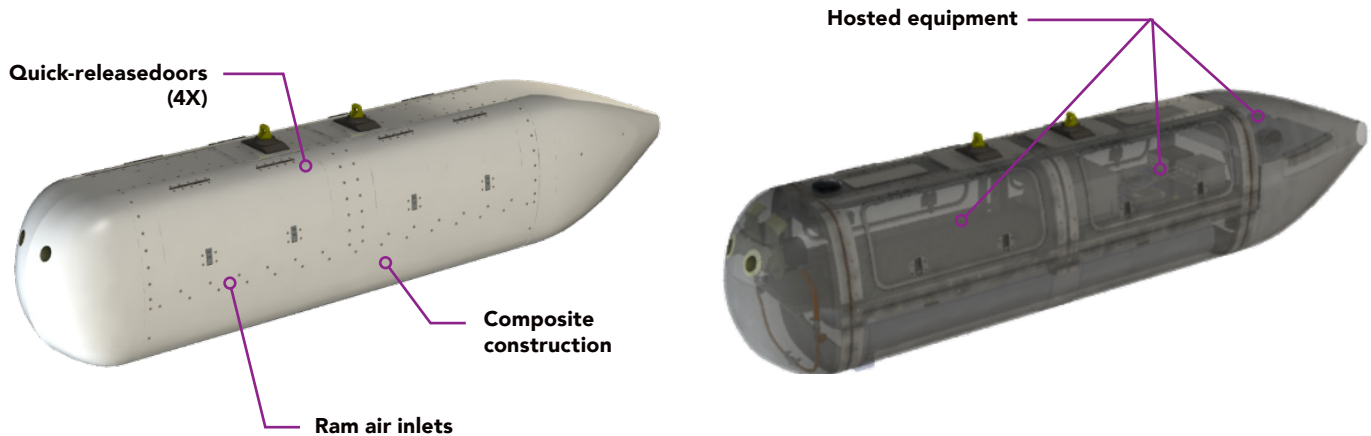 Hosted equipment
Quick-releasedoors
(4X)
Composite
construction
Ram air inlets